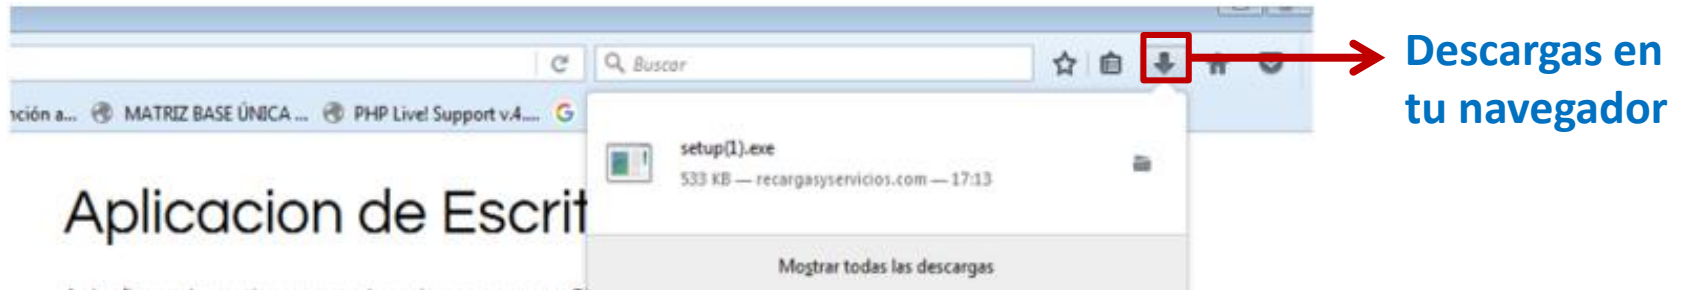 Buscar
Descargas en
tu navegador
nción a... MATRIZ BASE ÚNICA ... PHP Live! Support v.4....
setup(1).exe
533 KB — recargasyservicios.com — 17:13
Aplicacion de Escrit
Mostrar todas las descargas